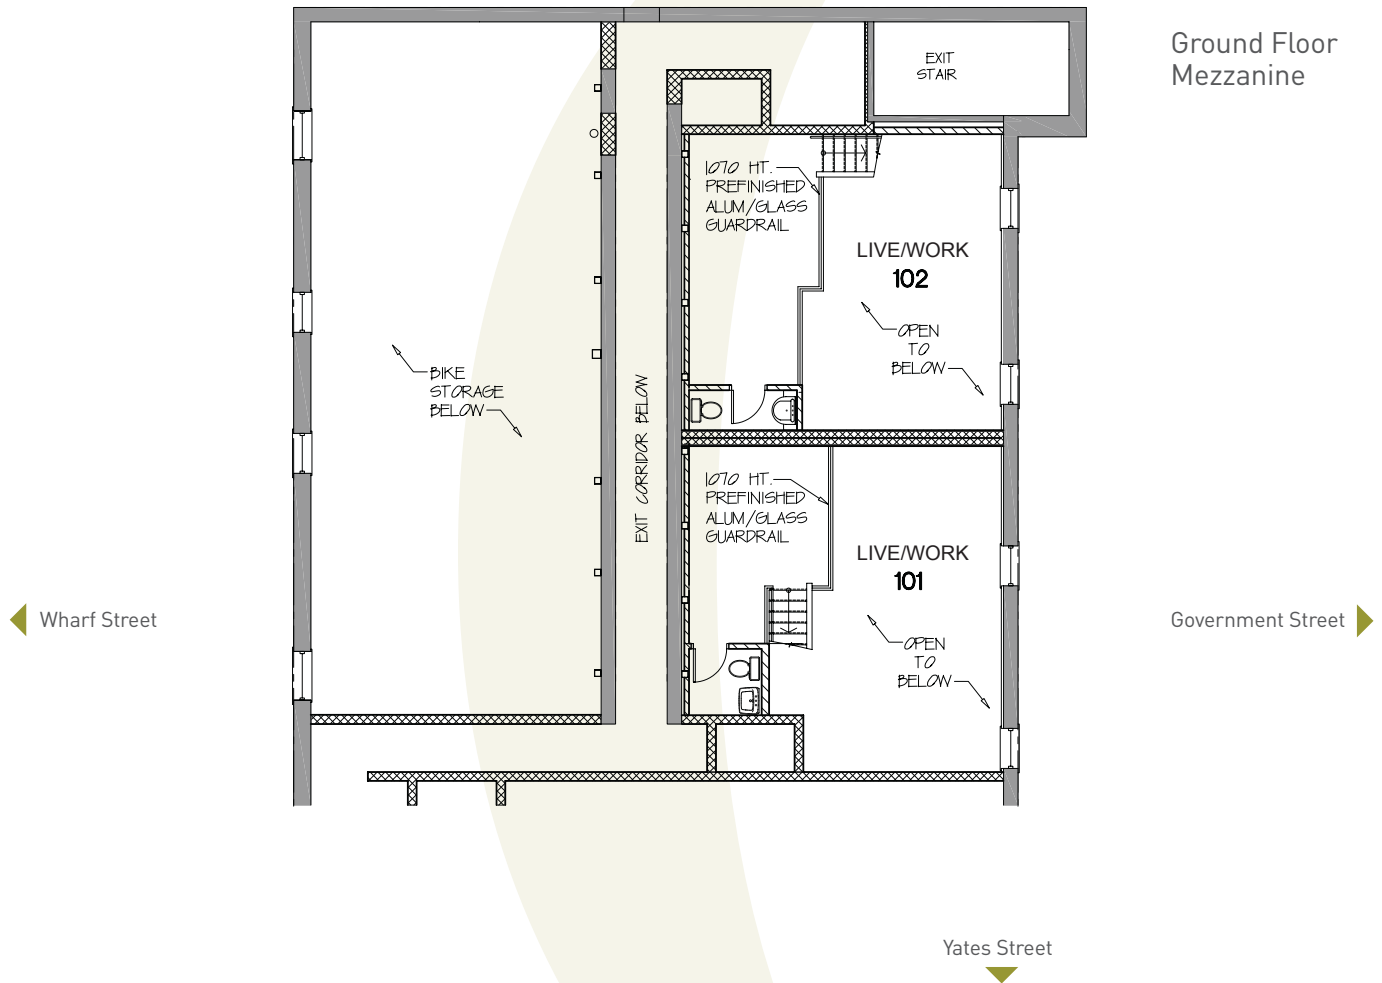 Ground Floor
Mezzanine
EXIT
STAIR
1070 HT.
PREFINISHED
ALUM/GLASS
GUARDRAIL
LIVE/WORK
102
OPEN
TO
BELOW
BIKE
STORAGE
BELOW
EXIT CORRIDOR BELOW
1070 HT.
PREFINISHED
ALUM/GLASS
GUARDRAIL
LIVE/WORK
101
OPEN
TO
BELOW
Wharf Street
Government Street
Yates Street